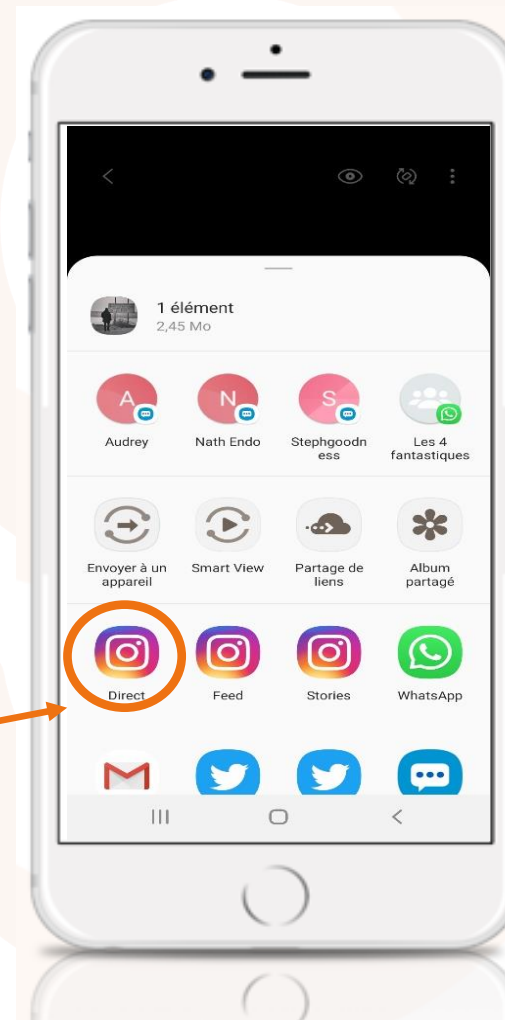 1 élément
2,45 Mo
A
N
S
Audrey
Nath Endo
Stephgoodn
ess
Les 4
fantastiques
Envoyer à un
appareil
Smart View
Partage de
liens
Album
partagé
Direct
Feed
Stories
WhatsApp